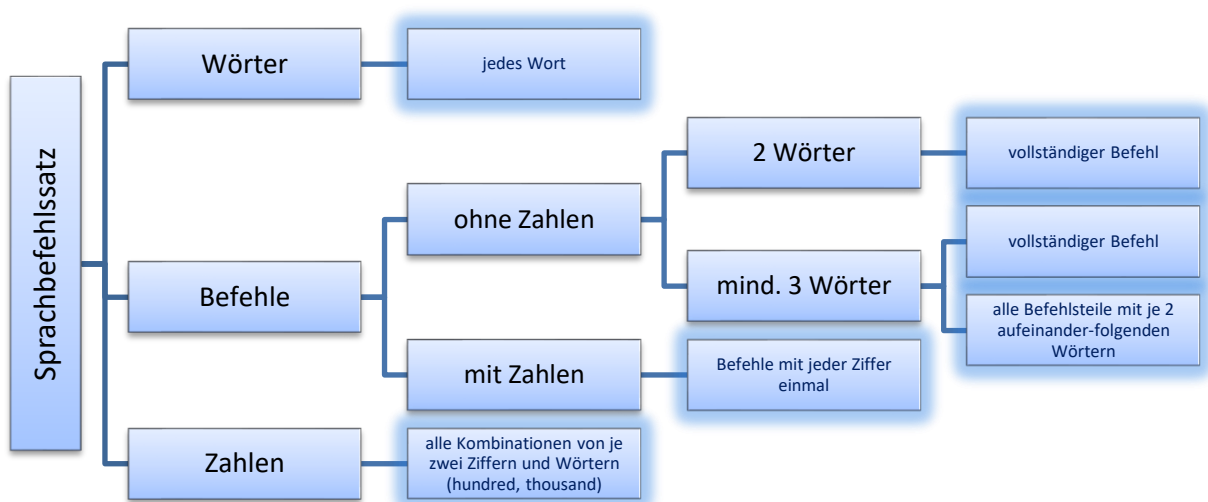 Sprachbefehlssatz
Wörter
jedes Wort
Befehle
ohne Zahlen
2 Wörter
vollständiger Befehl
mind. 3 Wörter
vollständiger Befehl
alle Befehlsteile mit je 2
aufeinander-folgenden
Wörtern
mit Zahlen
Befehle mit jeder Ziffer
einmal
Zahlen
alle Kombinationen von je
zwei Ziffern und Wörtern
(hundred, thousand)